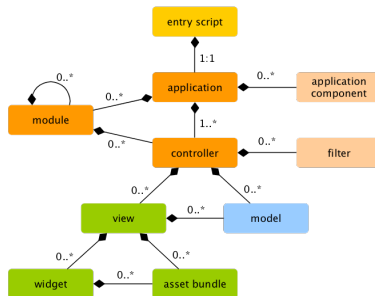 entry script
1:1
0..*
0..*
application
0..*
application
component
module
0..*
1..*
controller
0..*
filter
0..*
0..*
view
0..*
model
0..*
0..*
widget
0..*
asset bundle